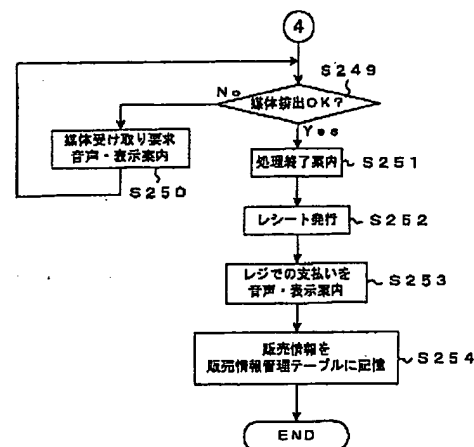 4
S249
媒体排出OK?
No
Yes
媒体受け取り要求
音声・表示案内
S250
処理終了案内
S251
レシート発行
S252
レジでの支払いを
音声・表示案内
S253
販売情報を
販売情報管理テーブルに記憶
S254
END